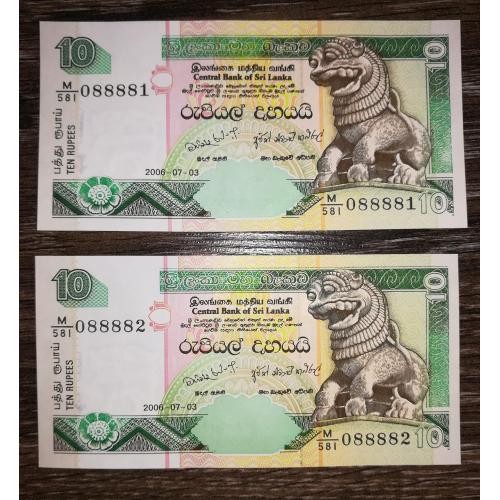 10
ශ්‍රී ලංකා මහ බැංකුව
இலங்கை மத்திய வங்கி
Central Bank of Sri Lanka
M/581 088881
රුපියල් දහයයි
2006-07-03
பத்து ரூபாய்
TEN RUPEES
M/581 088881
10
10
ශ්‍රී ලංකා මහ බැංකුව
இலங்கை மத்திய வங்கி
Central Bank of Sri Lanka
M/581 088882
රුපියල් දහයයි
2006-07-03
பத்து ரூபாய்
TEN RUPEES
M/581 088882
10